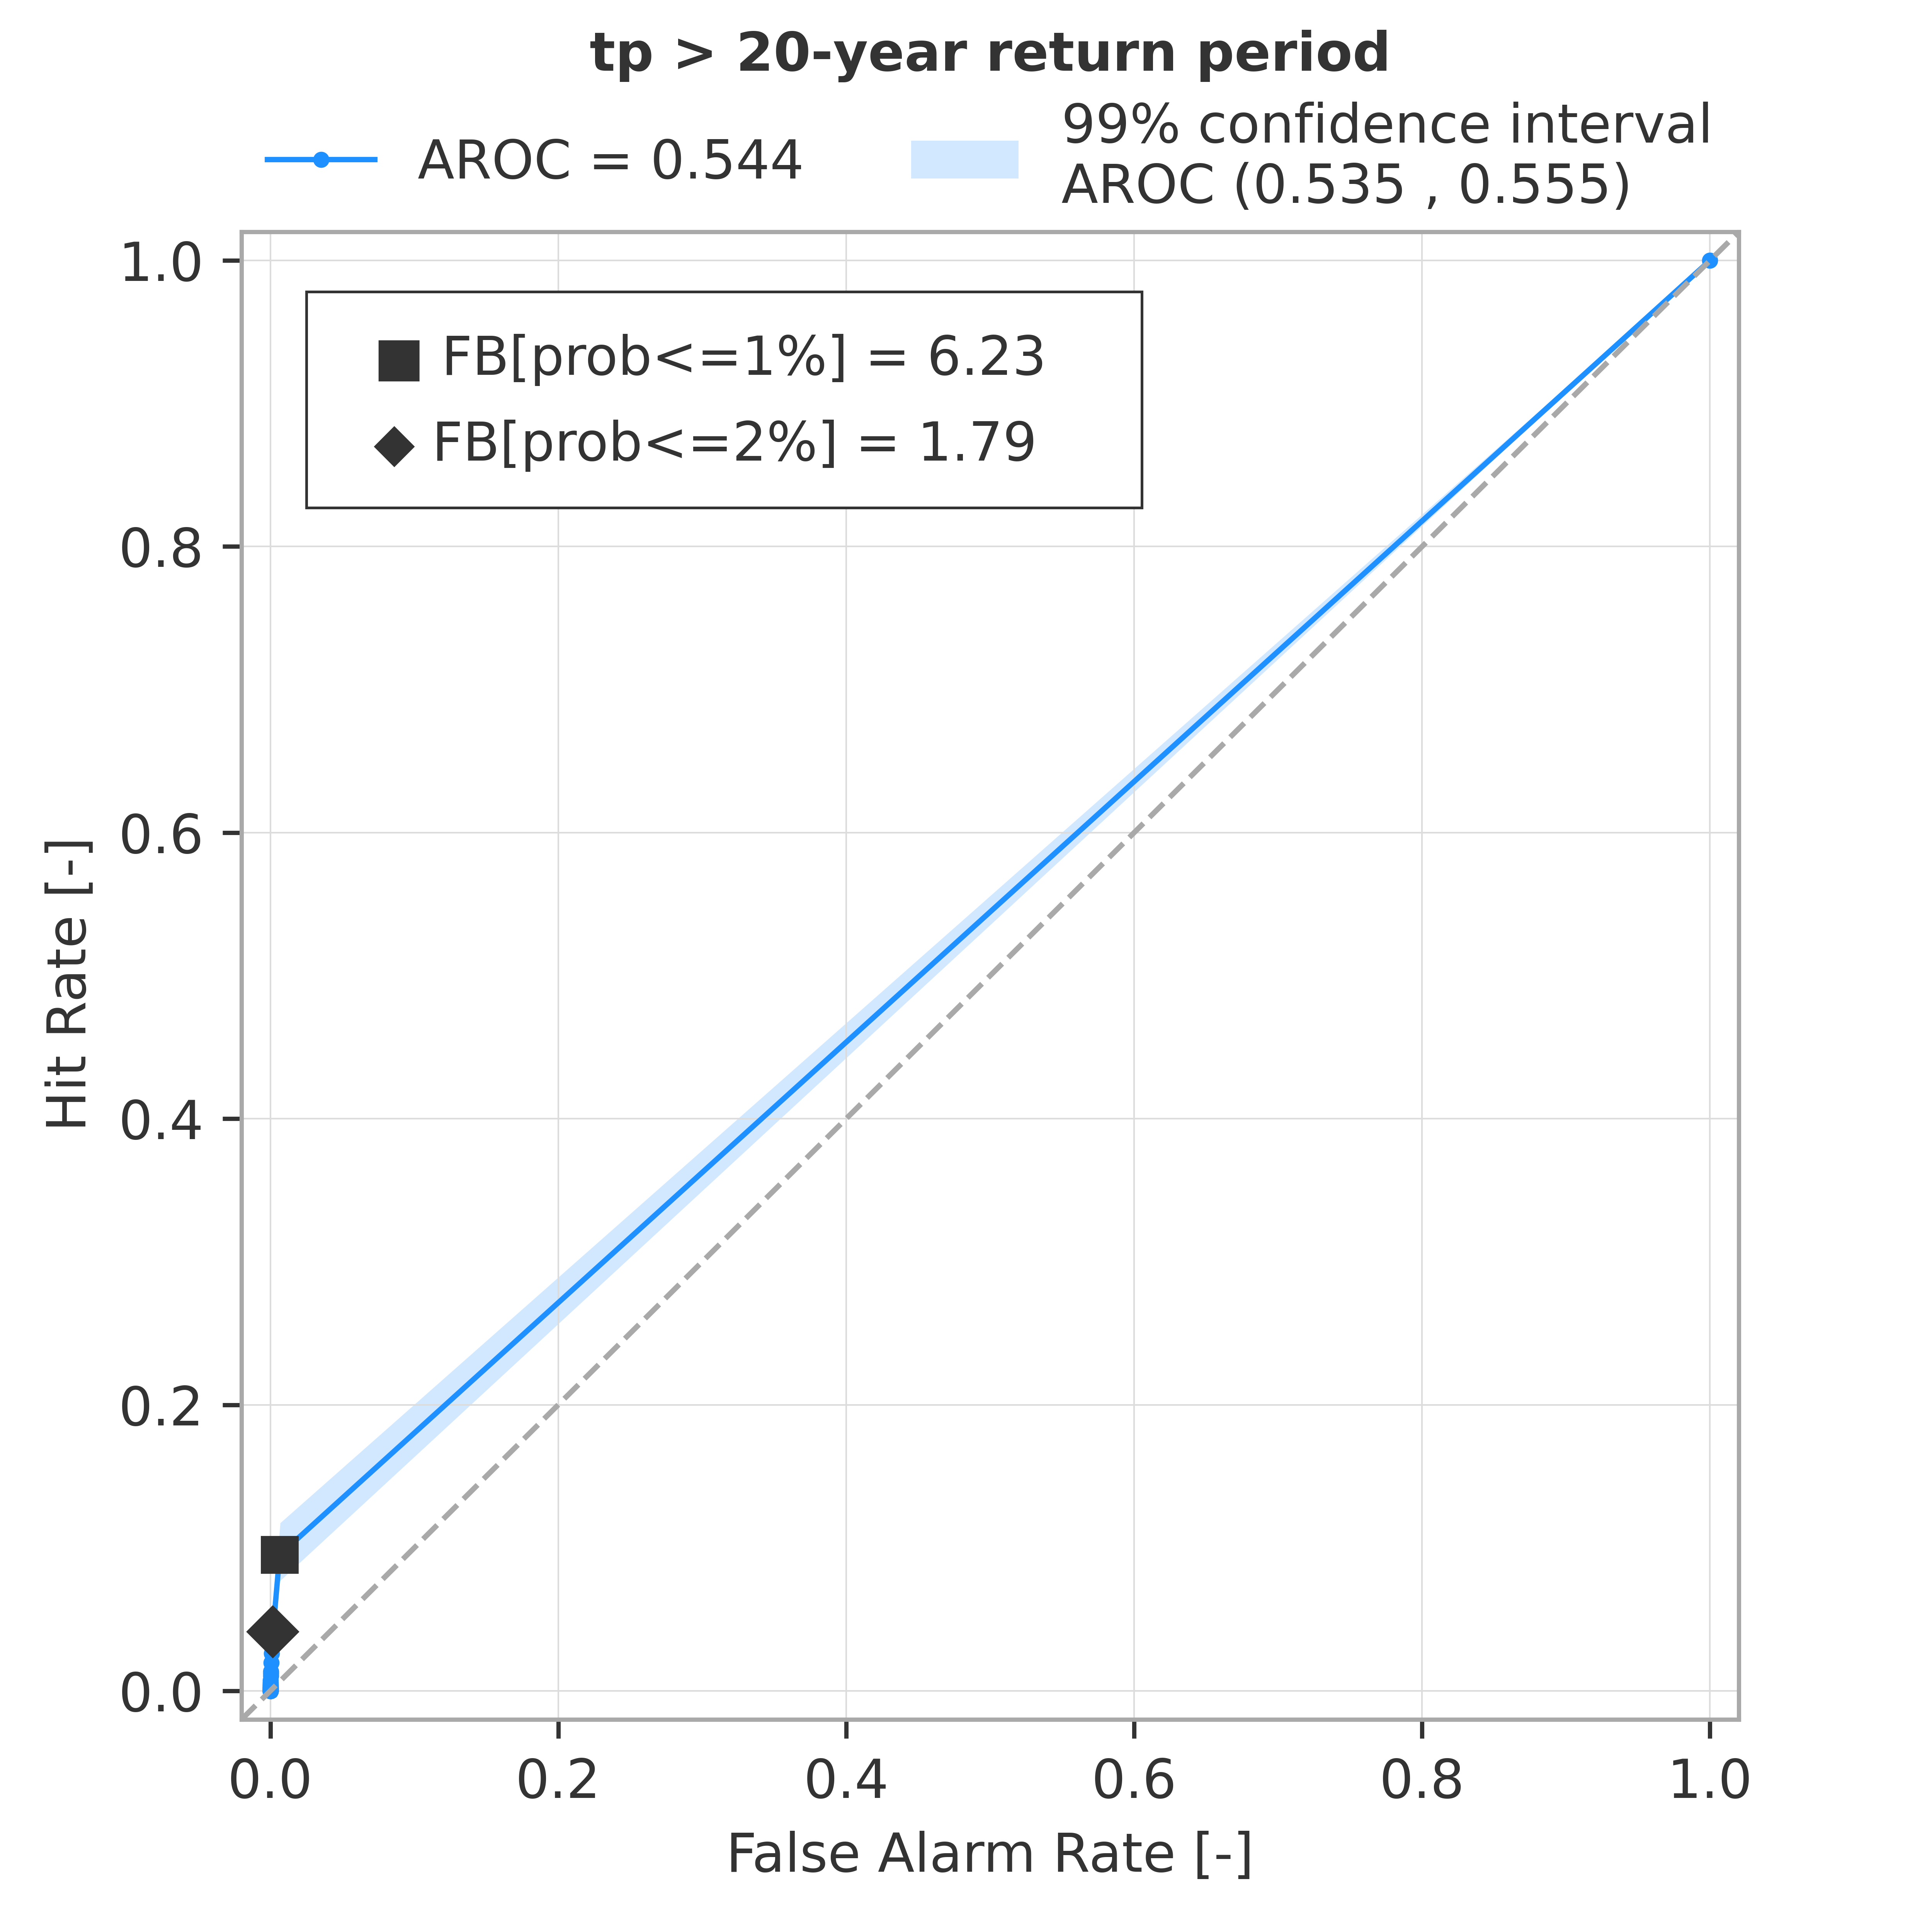 tp > 20-year return period
AROC = 0.544
99% confidence interval
AROC (0.535 , 0.555)
FB[prob<=1%] = 6.23
FB[prob<=2%] = 1.79
Hit Rate [-]
1.0
0.8
0.6
0.4
0.2
0.0
0.0 0.2 0.4 0.6 0.8 1.0
False Alarm Rate [-]